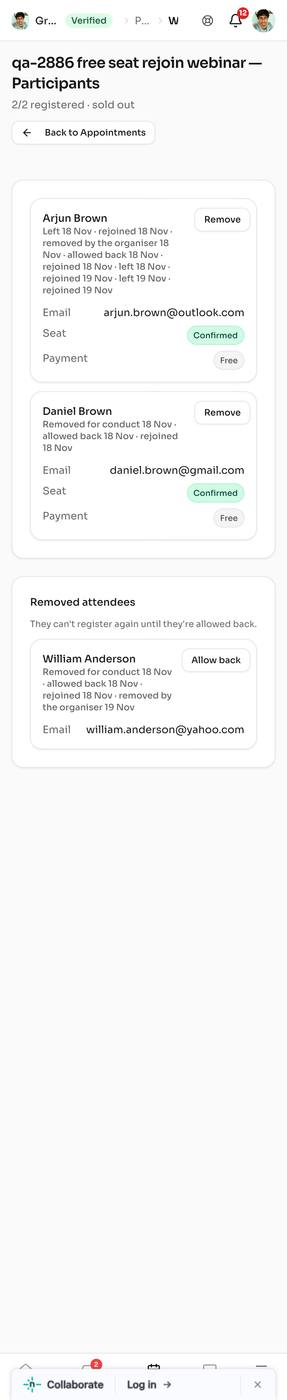 Gr... Verified P... W 12
qa-2886 free seat rejoin webinar —
Participants
2/2 registered · sold out
Back to Appointments
Arjun Brown
Remove
Left 18 Nov · rejoined 18 Nov ·
removed by the organiser 18
Nov · allowed back 18 Nov ·
rejoined 18 Nov · left 18 Nov ·
rejoined 19 Nov · left 19 Nov ·
rejoined 19 Nov
Email arjun.brown@outlook.com
Seat Confirmed
Payment Free
Daniel Brown
Remove
Removed for conduct 18 Nov ·
allowed back 18 Nov · rejoined
18 Nov
Email daniel.brown@gmail.com
Seat Confirmed
Payment Free
Removed attendees
They can't register again until they're allowed back.
William Anderson
Allow back
Removed for conduct 18 Nov
· allowed back 18 Nov ·
rejoined 18 Nov · removed by
the organiser 19 Nov
Email william.anderson@yahoo.com
2
Collaborate Log in